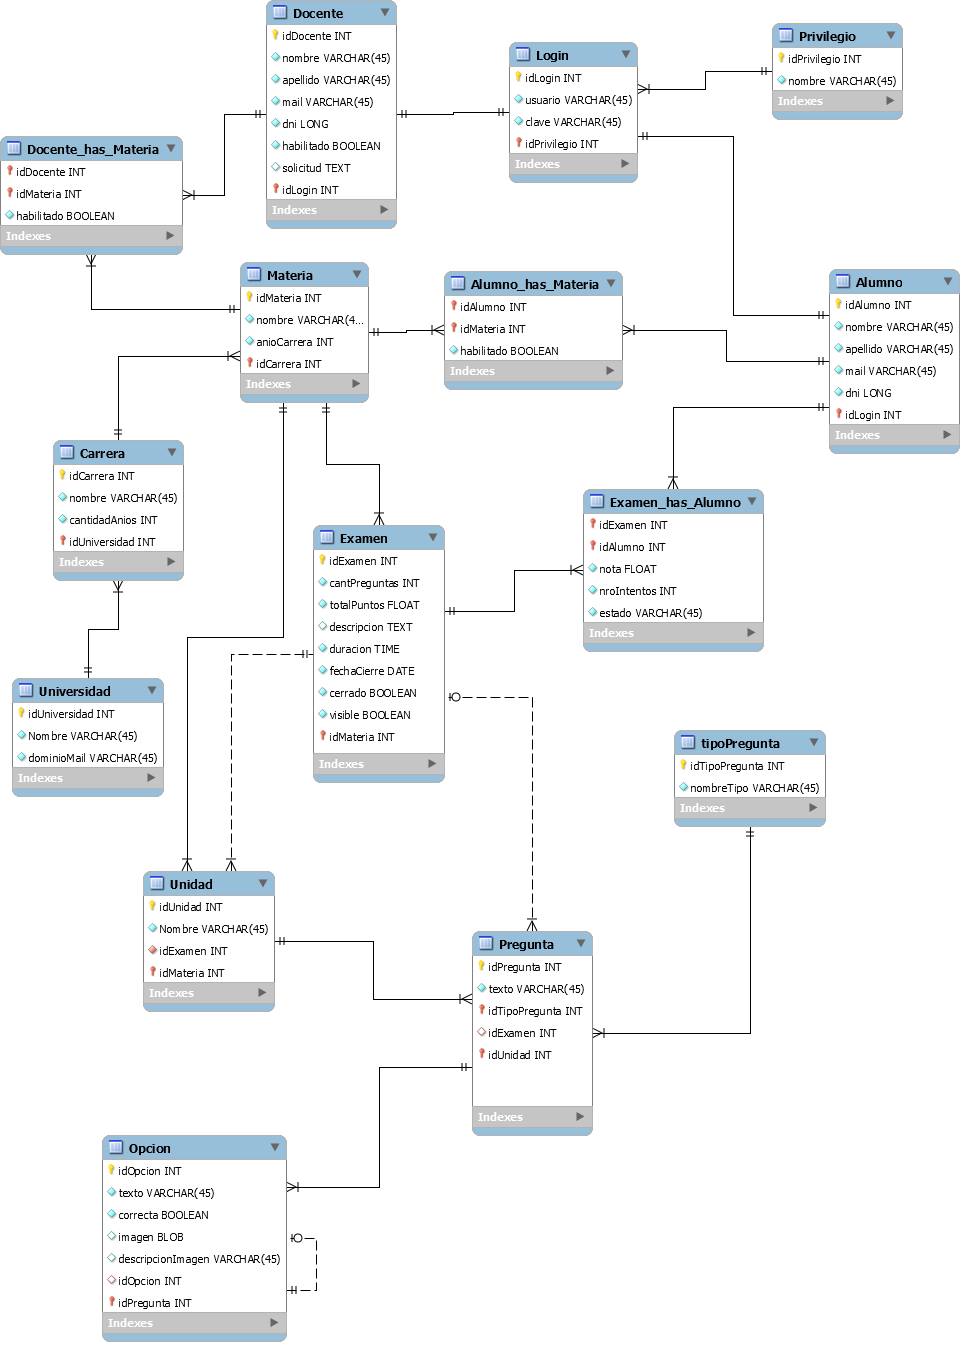 Docente
idDocente INT
nombre VARCHAR(45)
apellido VARCHAR(45)
mail VARCHAR(45)
dni LONG
habilitado BOOLEAN
solicitud TEXT
idLogin INT
Indexes
Login
idLogin INT
usuario VARCHAR(45)
clave VARCHAR(45)
idPrivilegio INT
Indexes
Privilegio
idPrivilegio INT
nombre VARCHAR(45)
Indexes
Docente_has_Materia
idDocente INT
idMateria INT
habilitado BOOLEAN
Indexes
Materia
idMateria INT
nombre VARCHAR(4...
anioCarrera INT
idCarrera INT
Indexes
Alumno_has_Materia
idAlumno INT
idMateria INT
habilitado BOOLEAN
Indexes
Alumno
idAlumno INT
nombre VARCHAR(45)
apellido VARCHAR(45)
mail VARCHAR(45)
dni LONG
idLogin INT
Indexes
Carrera
idCarrera INT
nombre VARCHAR(45)
cantidadAnios INT
idUniversidad INT
Indexes
Examen
idExamen INT
cantPreguntas INT
totalPuntos FLOAT
descripcion TEXT
duracion TIME
fechaCierre DATE
cerrado BOOLEAN
visible BOOLEAN
idMateria INT
Indexes
Examen_has_Alumno
idExamen INT
idAlumno INT
nota FLOAT
nroIntentos INT
estado VARCHAR(45)
Indexes
Universidad
idUniversidad INT
Nombre VARCHAR(45)
dominioMail VARCHAR(45)
Indexes
tipoPregunta
idTipoPregunta INT
nombreTipo VARCHAR(45)
Indexes
Unidad
idUnidad INT
Nombre VARCHAR(45)
idExamen INT
idMateria INT
Indexes
Pregunta
idPregunta INT
texto VARCHAR(45)
idTipoPregunta INT
idExamen INT
idUnidad INT
Indexes
Opcion
idOpcion INT
texto VARCHAR(45)
correcta BOOLEAN
imagen BLOB
descripcionImagen VARCHAR(45)
idOpcion INT
idPregunta INT
Indexes